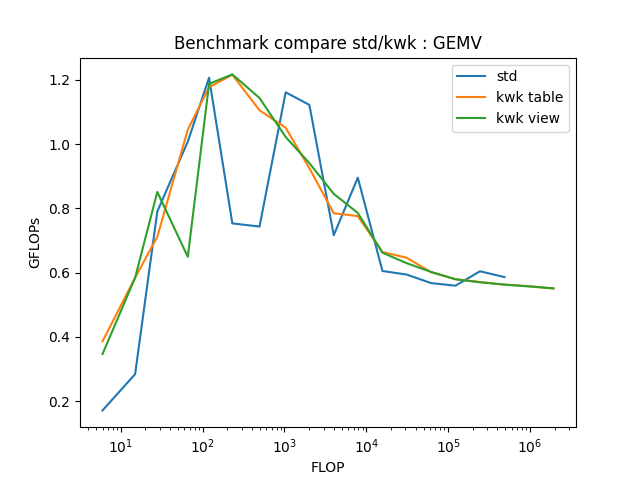 Benchmark compare std/kwk : GEMV
std
kwk table
kwk view
GFLOPs
1.2
1.0
0.8
0.6
0.4
0.2
10¹ 10² 10³ 10⁴ 10⁵ 10⁶
FLOP